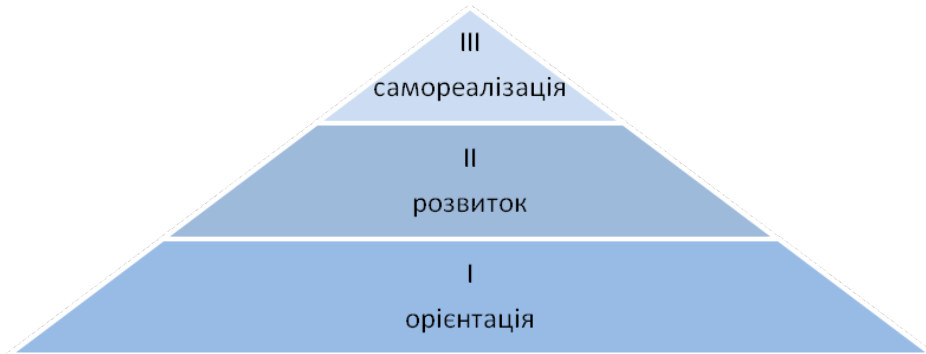 III
самореалізація
II
розвиток
I
орієнтація